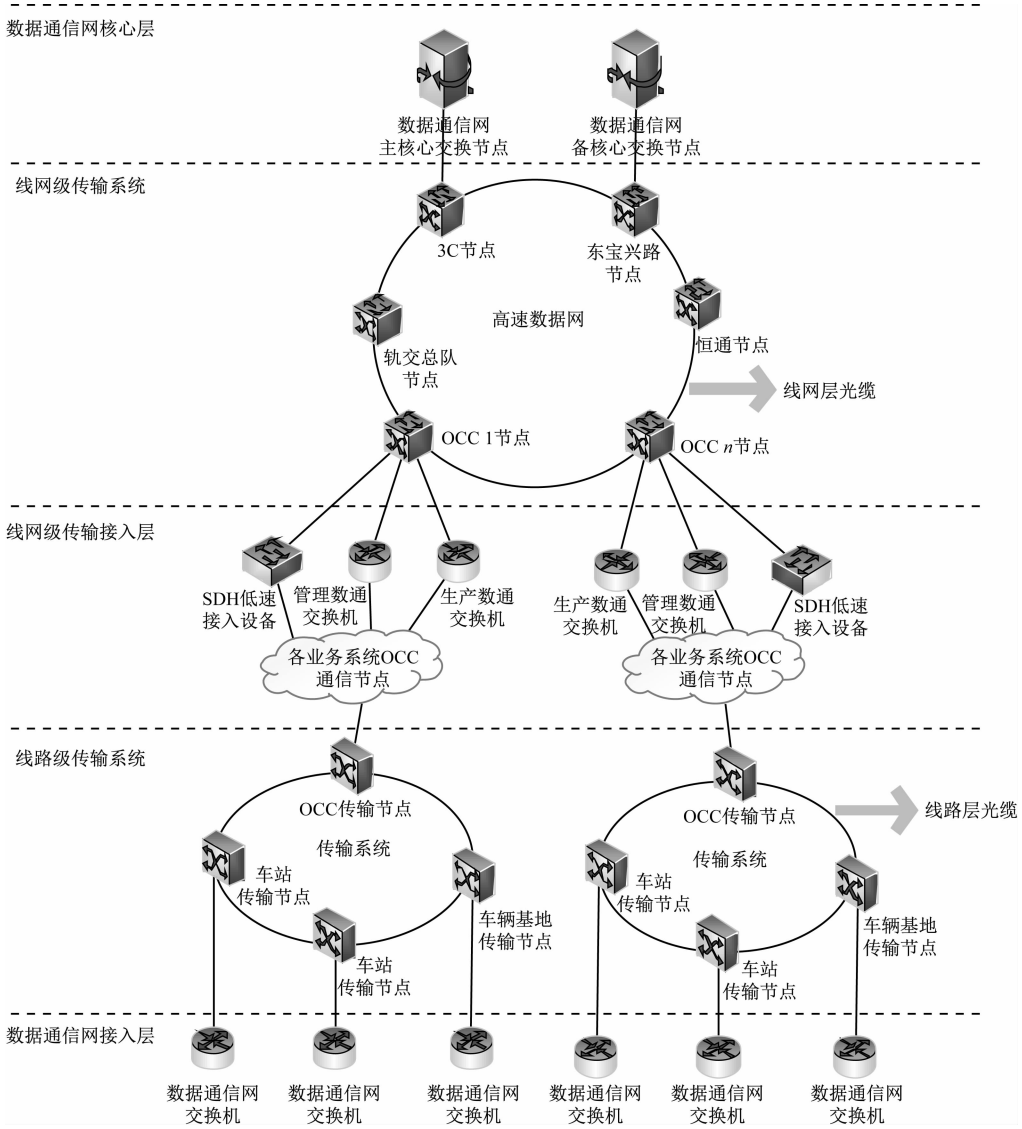 数据通信网核心层
数据通信网
主核心交换节点
数据通信网
备核心交换节点
线网级传输系统
3C节点
东宝兴路
节点
高速数据网
轨交总队
节点
恒通节点
线网层光缆
OCC 1节点
OCC n节点
线网级传输接入层
SDH低速
接入设备
管理数通
交换机
生产数通
交换机
生产数通
交换机
管理数通
交换机
SDH低速
接入设备
各业务系统OCC
通信节点
各业务系统OCC
通信节点
线路级传输系统
OCC传输节点
OCC传输节点
线路层光缆
传输系统
传输系统
车站
传输节点
车辆基地
传输节点
车站
传输节点
车站
传输节点
车辆基地
传输节点
车站
传输节点
数据通信网接入层
数据通信网
交换机
数据通信网
交换机
数据通信网
交换机
数据通信网
交换机
数据通信网
交换机
数据通信网
交换机